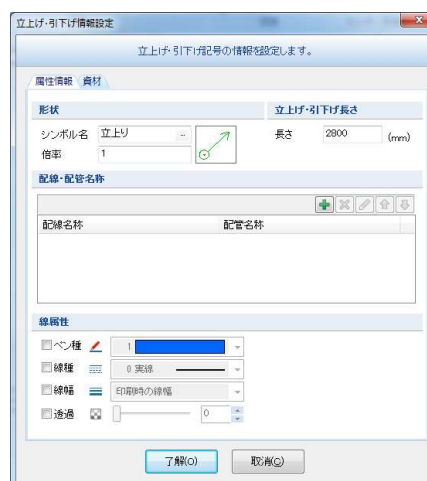 立上げ・引下げ情報設定
立上げ・引下げ記号の情報を設定します。
属性情報 資材
形状 立上げ・引下げ長さ
シンボル名 立上り ... 長さ 2800 (mm)
倍率 1
配線・配管名称
配線名称 配管名称
線属性
ペン種 1
線種 0 実線
線幅 印刷時の線幅
透過 0
了解(O) 取消(C)